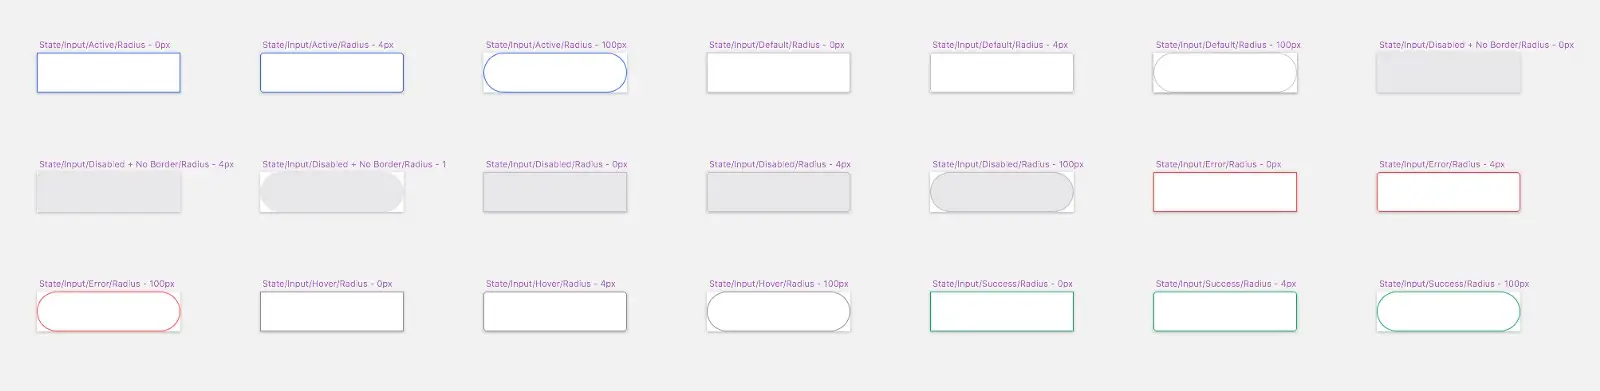 State/Input/Active/Radius - 0px
State/Input/Active/Radius - 4px
State/Input/Active/Radius - 100px
State/Input/Default/Radius - 0px
State/Input/Default/Radius - 4px
State/Input/Default/Radius - 100px
State/Input/Disabled + No Border/Radius - 0px
State/Input/Disabled + No Border/Radius - 4px
State/Input/Disabled + No Border/Radius - 1
State/Input/Disabled/Radius - 0px
State/Input/Disabled/Radius - 4px
State/Input/Disabled/Radius - 100px
State/Input/Error/Radius - 0px
State/Input/Error/Radius - 4px
State/Input/Error/Radius - 100px
State/Input/Hover/Radius - 0px
State/Input/Hover/Radius - 4px
State/Input/Hover/Radius - 100px
State/Input/Success/Radius - 0px
State/Input/Success/Radius - 4px
State/Input/Success/Radius - 100px